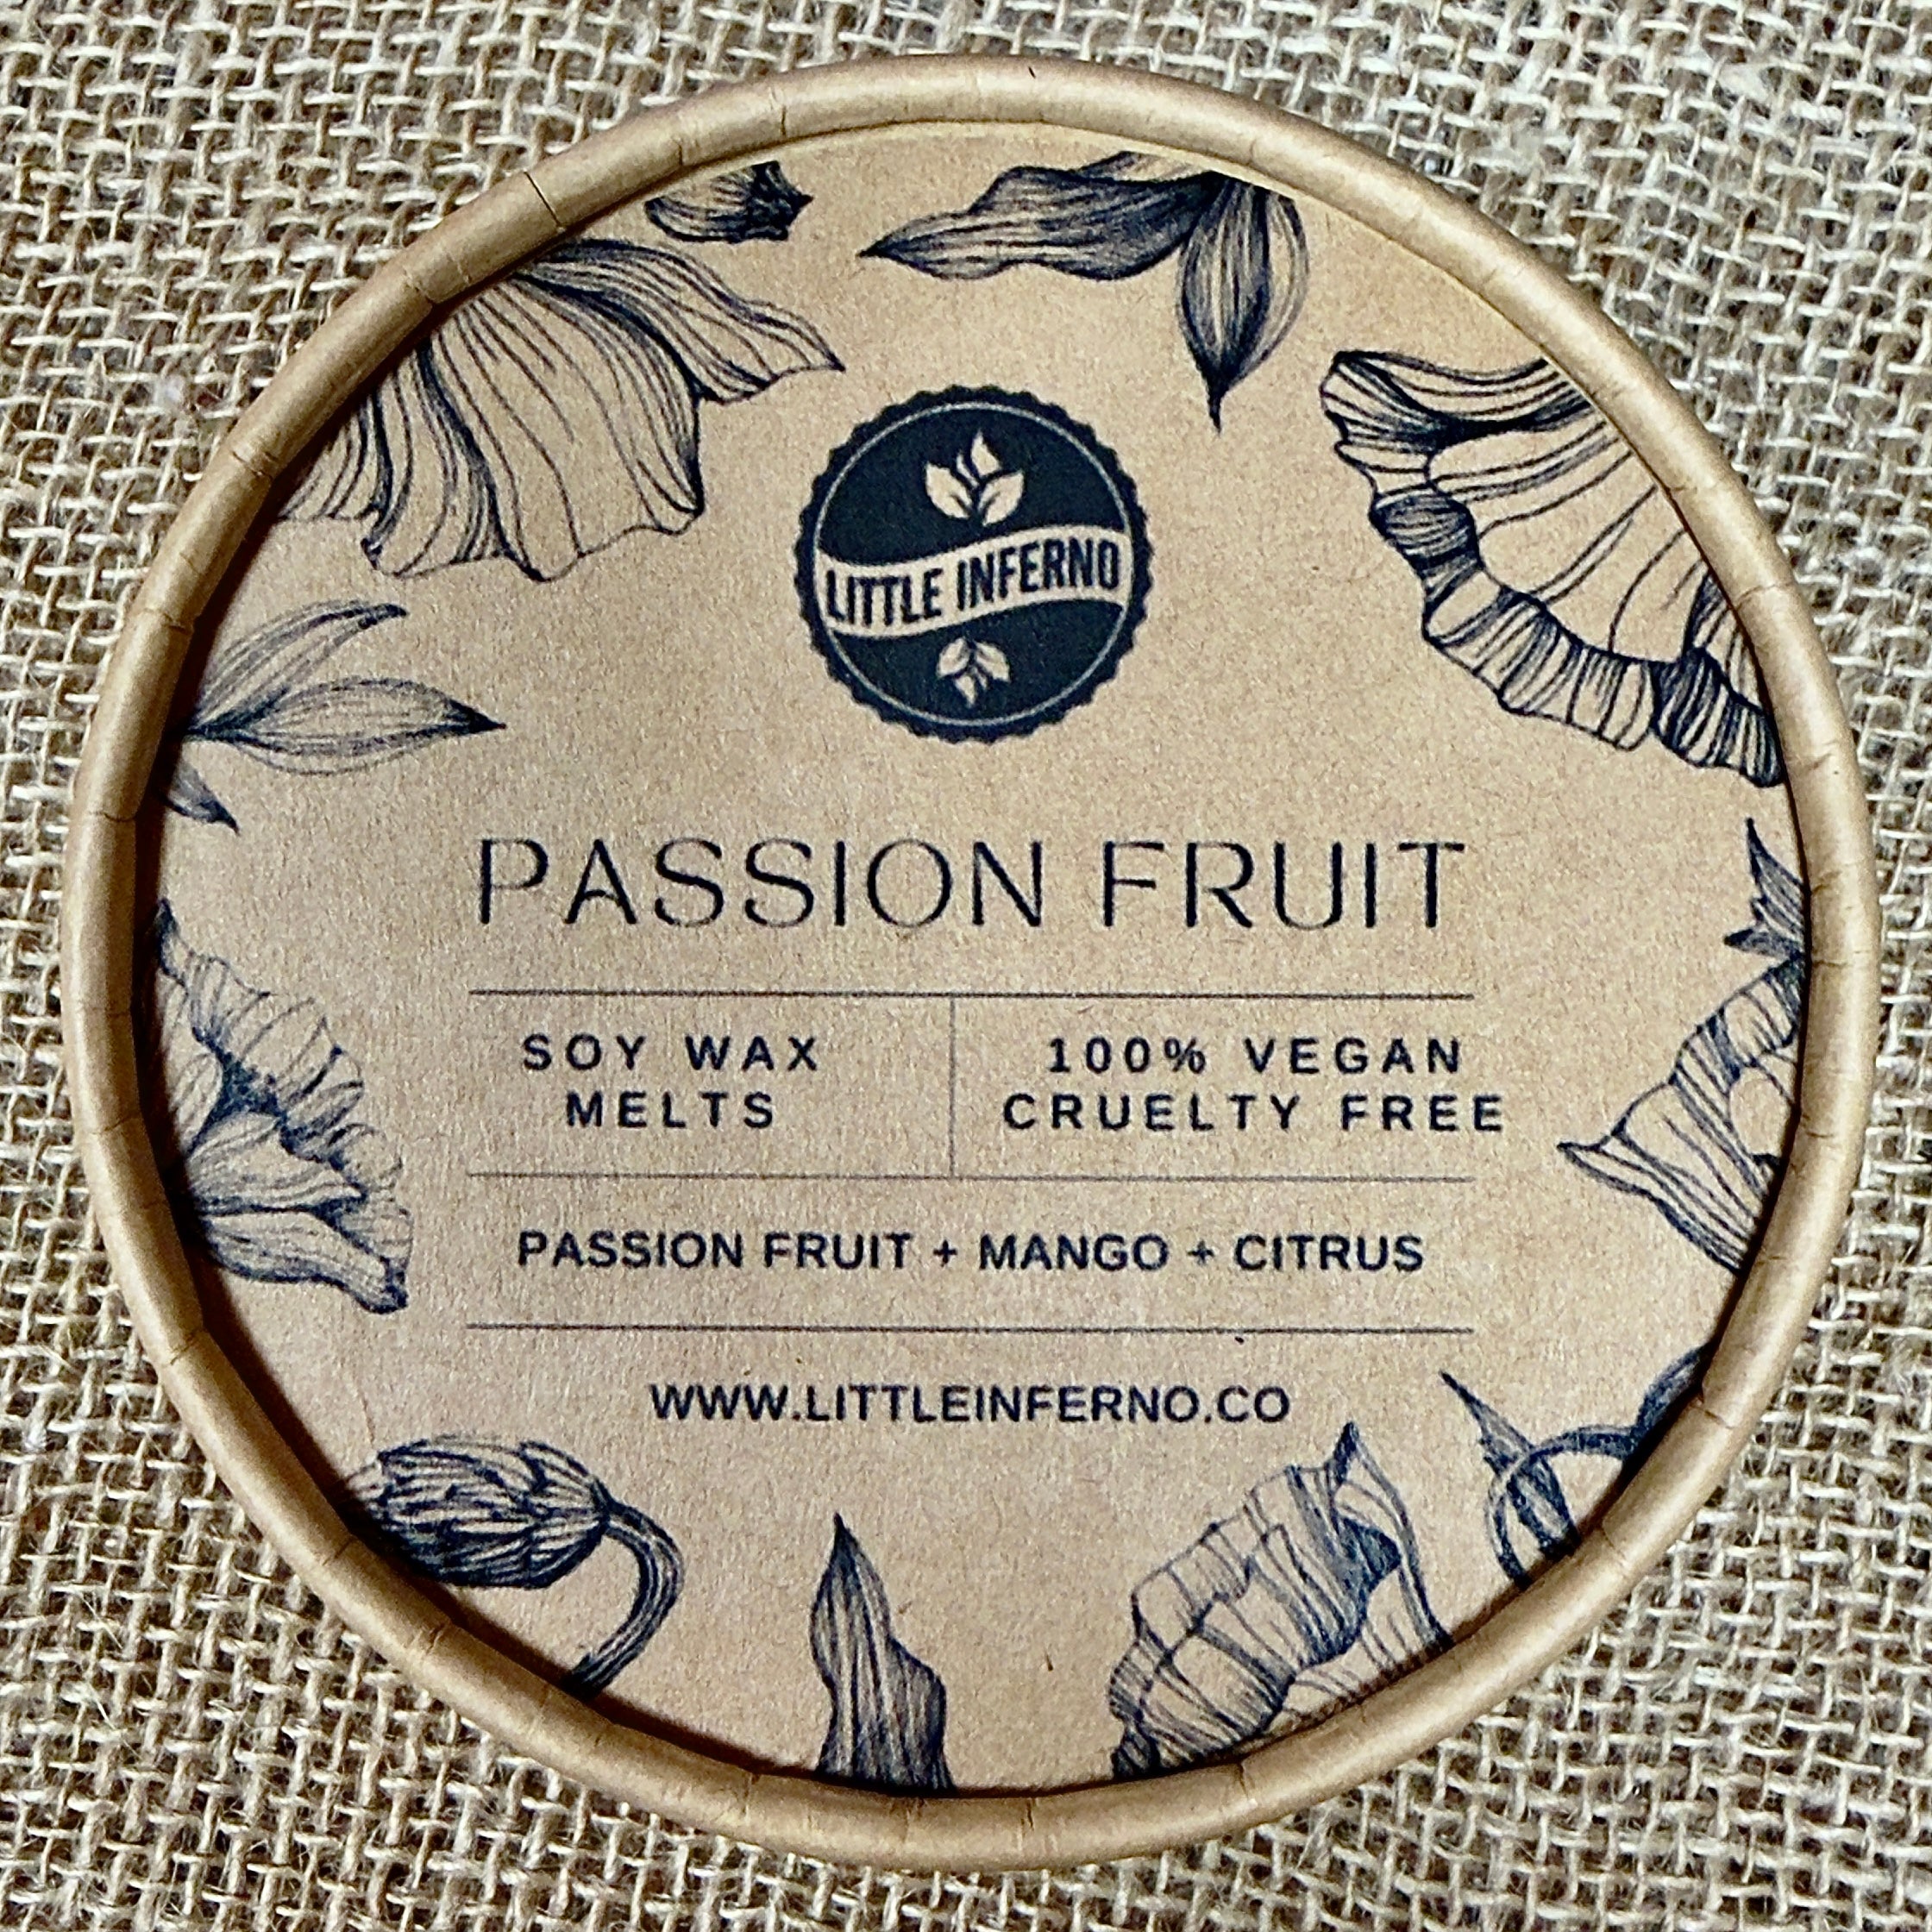 LITTLE INFERNO
PASSION FRUIT
SOY WAX
MELTS
100% VEGAN
CRUELTY FREE
PASSION FRUIT + MANGO + CITRUS
WWW.LITTLEINFERNO.CO